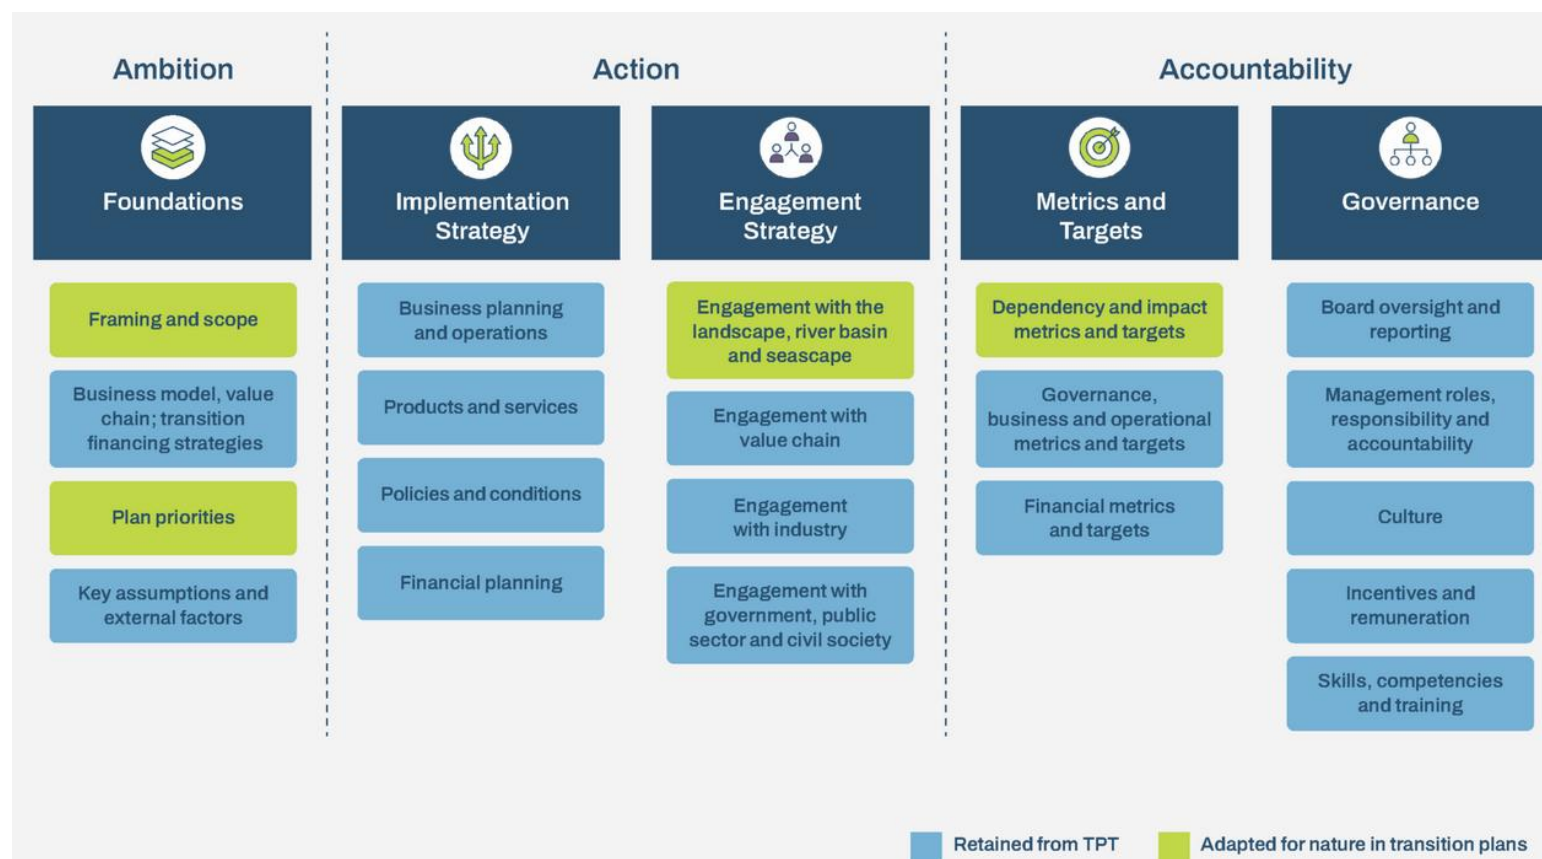 Ambition
Action
Accountability
Foundations
Implementation
Strategy
Engagement
Strategy
Metrics and
Targets
Governance
Framing and scope
Business model, value
chain; transition
financing strategies
Plan priorities
Key assumptions and
external factors
Business planning
and operations
Products and services
Policies and conditions
Financial planning
Engagement with the
landscape, river basin
and seascape
Engagement with
value chain
Engagement
with industry
Engagement with
government, public
sector and civil society
Dependency and impact
metrics and targets
Governance,
business and operational
metrics and targets
Financial metrics
and targets
Board oversight and
reporting
Management roles,
responsibility and
accountability
Culture
Incentives and
remuneration
Skills, competencies
and training
Retained from TPT
Adapted for nature in transition plans